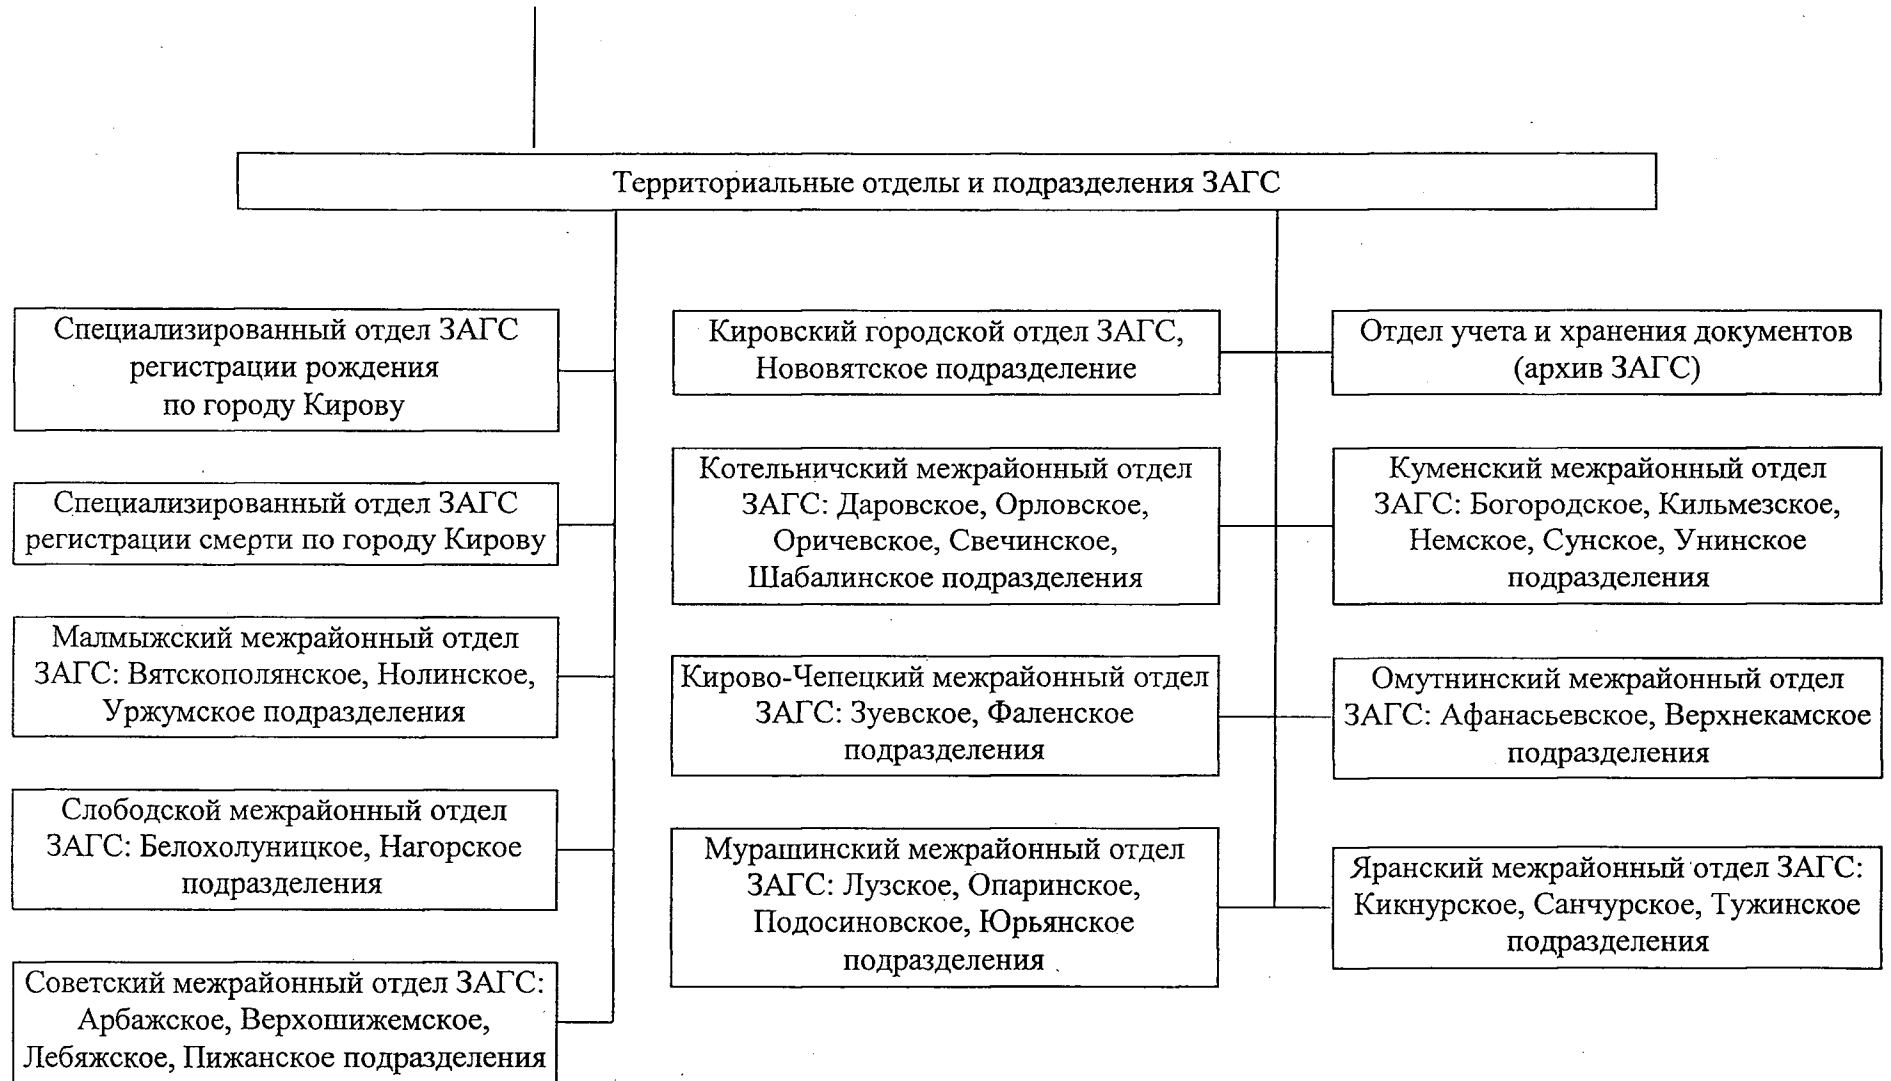 Территориальные отделы и подразделения ЗАГС
Специализированный отдел ЗАГС
регистрации рождения
по городу Кирову
Специализированный отдел ЗАГС
регистрации смерти по городу Кирову
Малмыжский межрайонный отдел
ЗАГС: Вятскополянское, Нолинское,
Уржумское подразделения
Слободской межрайонный отдел
ЗАГС: Белохолуницкое, Нагорское
подразделения
Советский межрайонный отдел ЗАГС:
Арбажское, Верхошижемское,
Лебяжское, Пижанское подразделения
Кировский городской отдел ЗАГС,
Нововятское подразделение
Котельничский межрайонный отдел
ЗАГС: Даровское, Орловское,
Оричевское, Свечинское,
Шабалинское подразделения
Кирово-Чепецкий межрайонный отдел
ЗАГС: Зуевское, Фаленское
подразделения
Мурашинский межрайонный отдел
ЗАГС: Лузское, Опаринское,
Подосиновское, Юрьянское
подразделения
Отдел учета и хранения документов
(архив ЗАГС)
Куменский межрайонный отдел
ЗАГС: Богородское, Кильмезское,
Немское, Сунское, Унинское
подразделения
Омутнинский межрайонный отдел
ЗАГС: Афанасьевское, Верхнекамское
подразделения
Яранский межрайонный отдел ЗАГС:
Кикнурское, Санчурское, Тужинское
подразделения